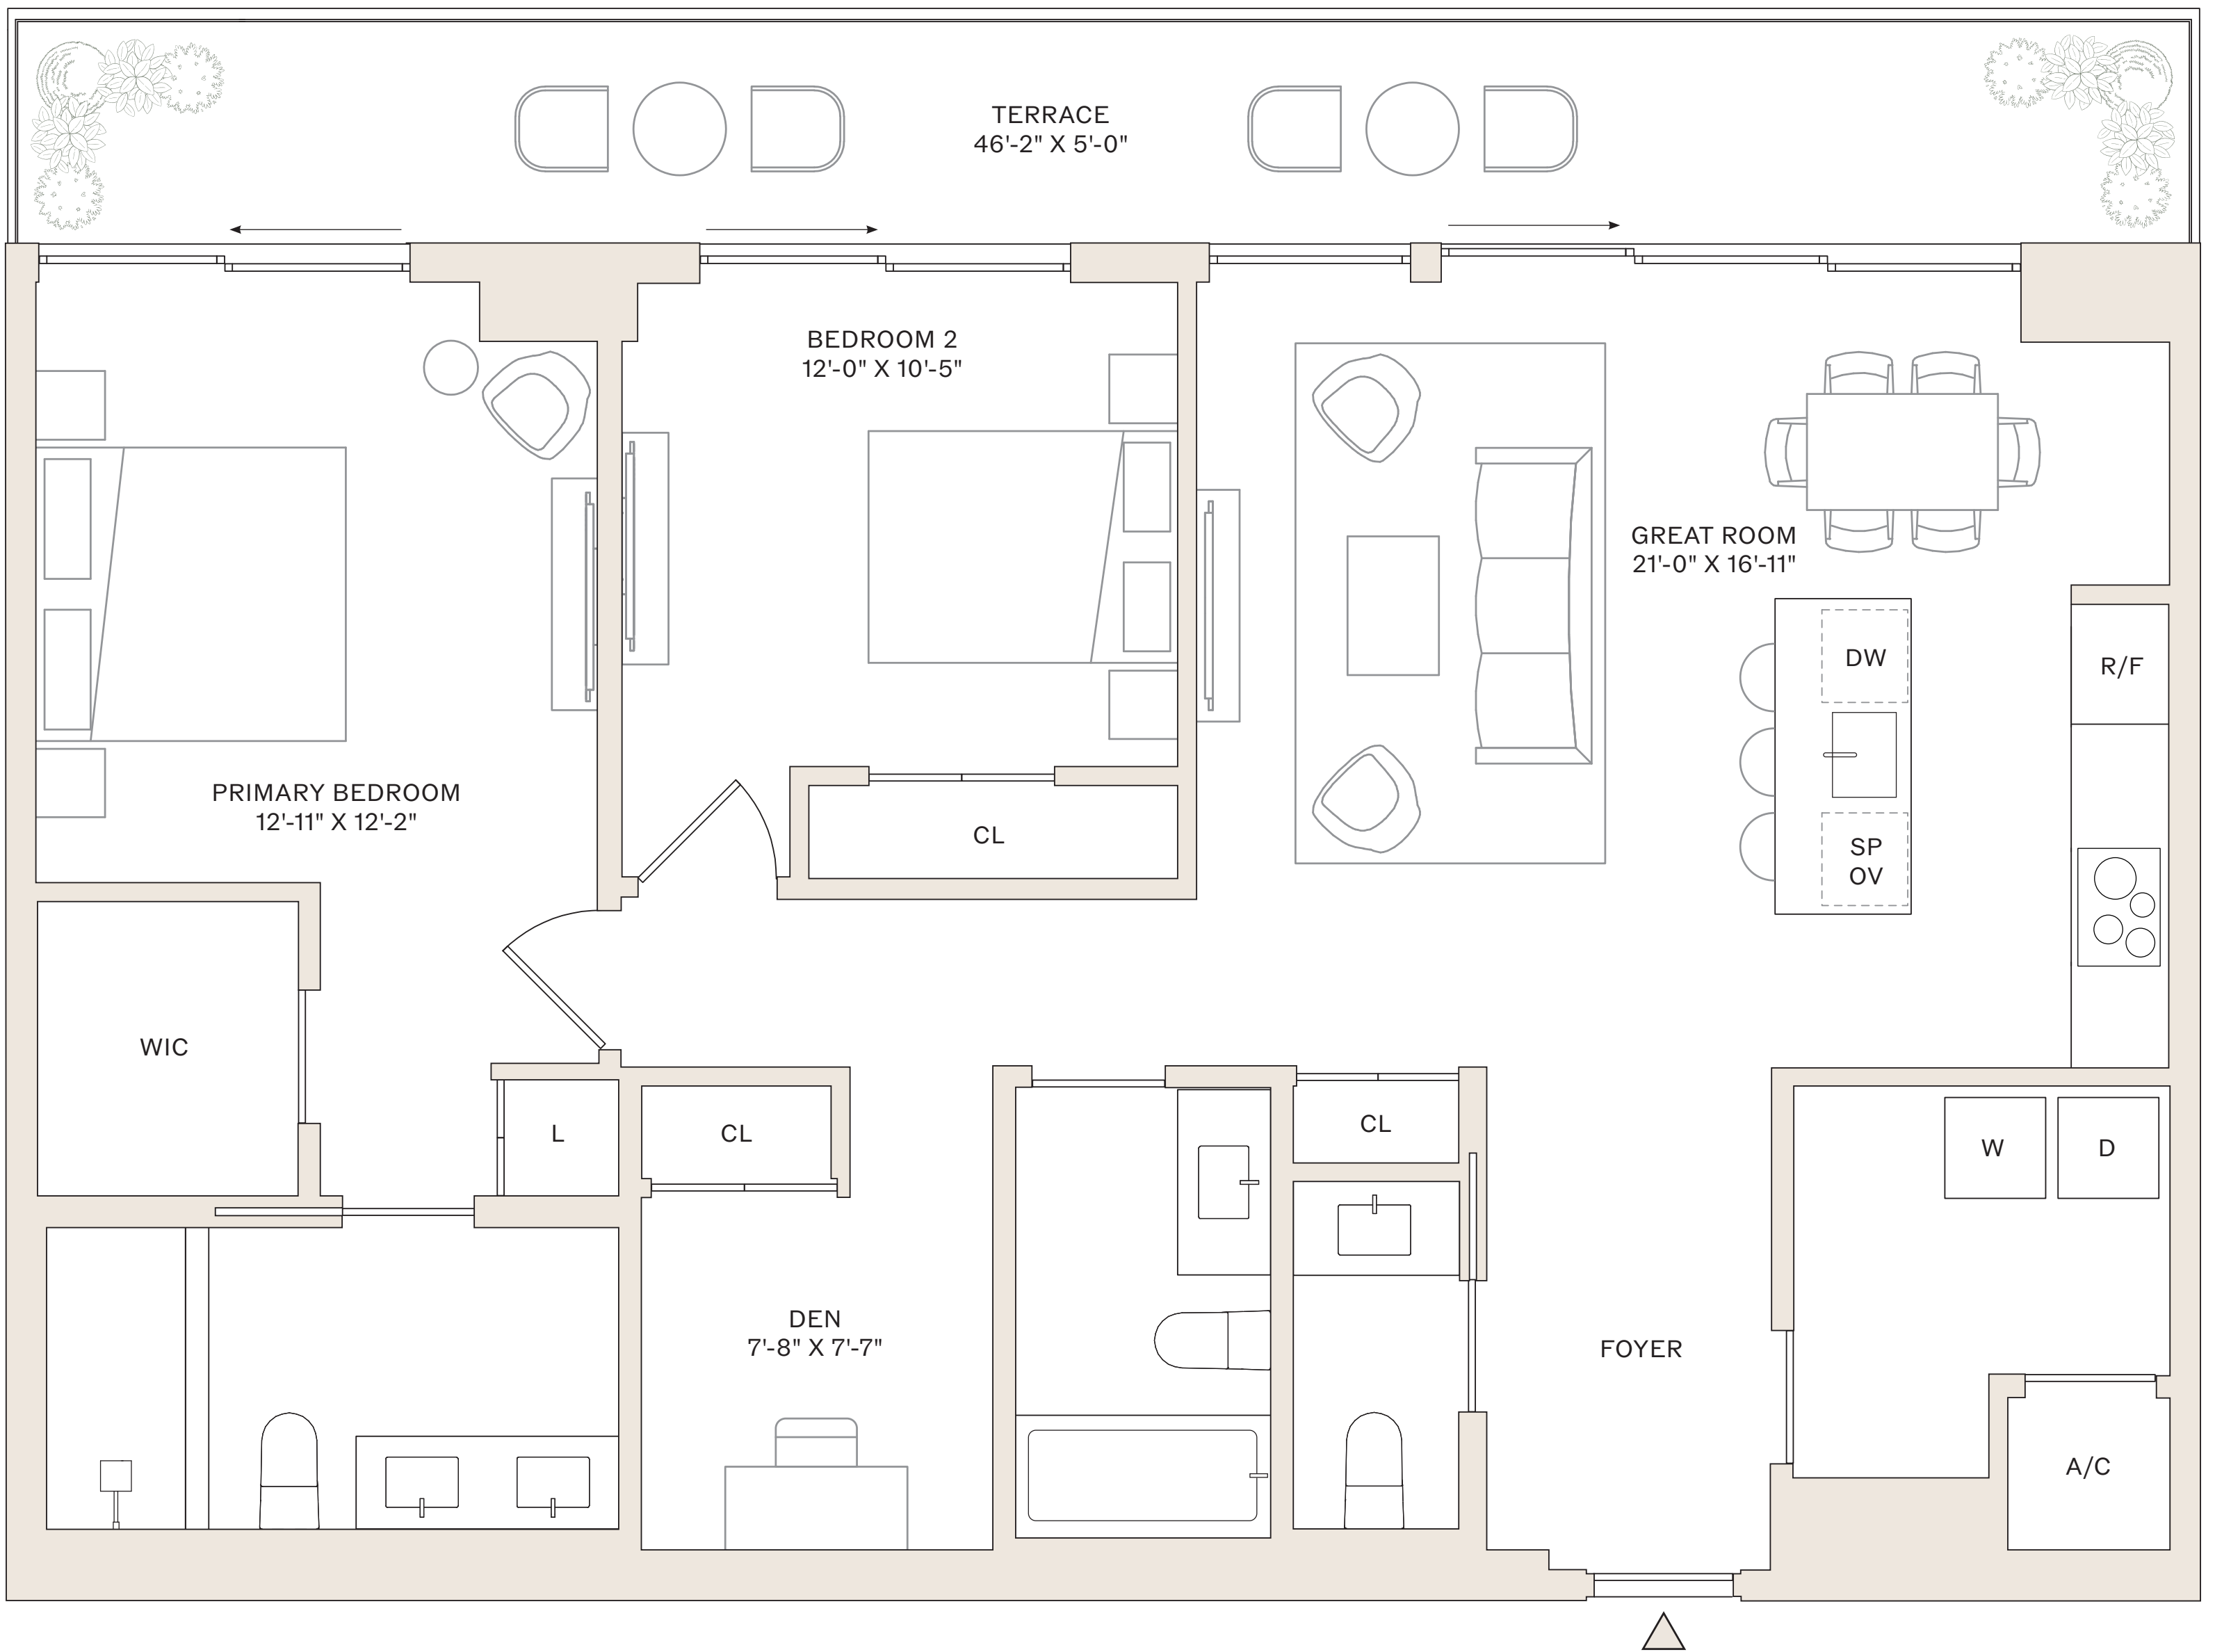 TERRACE
46'-2" X 5'-0"
BEDROOM 2
12'-0" X 10'-5"
GREAT ROOM
21'-0" X 16'-11"
DW
R/F
PRIMARY BEDROOM
12'-11" X 12'-2"
CL
SP
OV
WIC
L
CL
CL
W
D
DEN
7'-8" X 7'-7"
FOYER
A/C